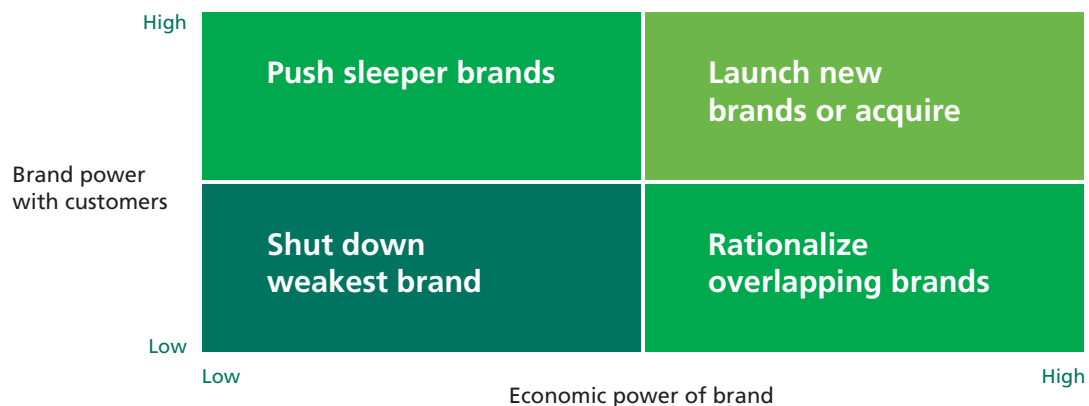 High
Push sleeper brands
Launch new
brands or acquire
Brand power
with customers
Shut down
weakest brand
Rationalize
overlapping brands
Low
Low
High
Economic power of brand